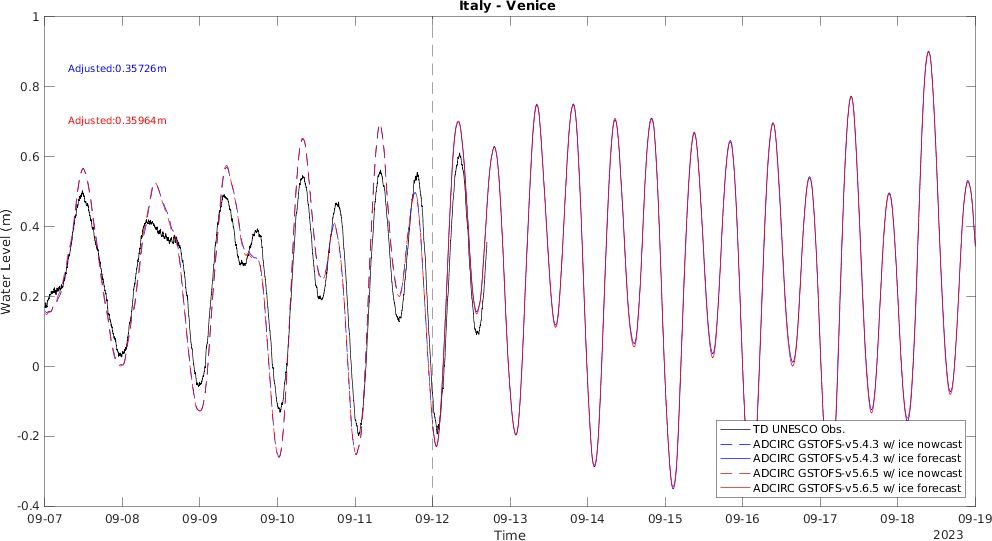 Italy - Venice
1
0.8
0.6
0.4
0.2
0
-0.2
-0.4
Water Level (m)
Adjusted:0.35726m
Adjusted:0.35964m
TD UNESCO Obs.
ADCIRC GSTOFS-v5.4.3 w/ ice nowcast
ADCIRC GSTOFS-v5.4.3 w/ ice forecast
ADCIRC GSTOFS-v5.6.5 w/ ice nowcast
ADCIRC GSTOFS-v5.6.5 w/ ice forecast
09-07 09-08 09-09 09-10 09-11 09-12 09-13 09-14 09-15 09-16 09-17 09-18 09-19
Time
2023